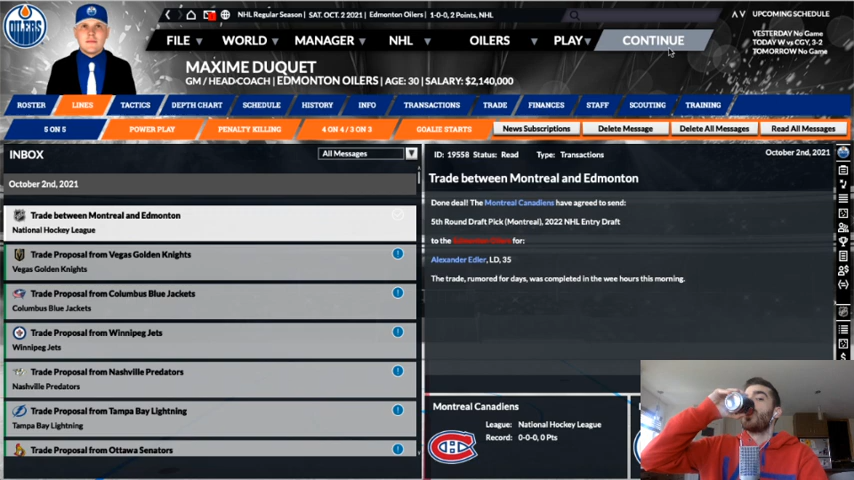 OILERS
NHL Regular Season | SAT. OCT. 2 2021 | Edmonton Oilers | 1-0-0, 2 Points, NHL
UPCOMING SCHEDULE
YESTERDAY No Game
TODAY W vs CGY, 3-2
TOMORROW No Game
FILE WORLD MANAGER NHL OILERS PLAY CONTINUE
MAXIME DUQUET
GM / HEAD COACH | EDMONTON OILERS | AGE: 30 | SALARY: $2,140,000
ROSTER LINES TACTICS DEPTH CHART SCHEDULE HISTORY INFO TRANSACTIONS TRADE FINANCES STAFF SCOUTING TRAINING
5 ON 5 POWER PLAY PENALTY KILLING 4 ON 4 / 3 ON 3 GOALIE STARTS News Subscriptions Delete Message Delete All Messages Read All Messages
INBOX
All Messages
October 2nd, 2021
Trade between Montreal and Edmonton
National Hockey League
Trade Proposal from Vegas Golden Knights
Vegas Golden Knights
Trade Proposal from Columbus Blue Jackets
Columbus Blue Jackets
Trade Proposal from Winnipeg Jets
Winnipeg Jets
Trade Proposal from Nashville Predators
Nashville Predators
Trade Proposal from Tampa Bay Lightning
Tampa Bay Lightning
Trade Proposal from Ottawa Senators
ID: 19558 Status: Read Type: Transactions
October 2nd, 2021
Trade between Montreal and Edmonton
Done deal! The Montreal Canadiens have agreed to send:
5th Round Draft Pick (Montreal), 2022 NHL Entry Draft
to the Edmonton Oilers for:
Alexander Edler, LD, 35
The trade, rumored for days, was completed in the wee hours this morning.
Montreal Canadiens
League: National Hockey League
Record: 0-0-0, 0 Pts